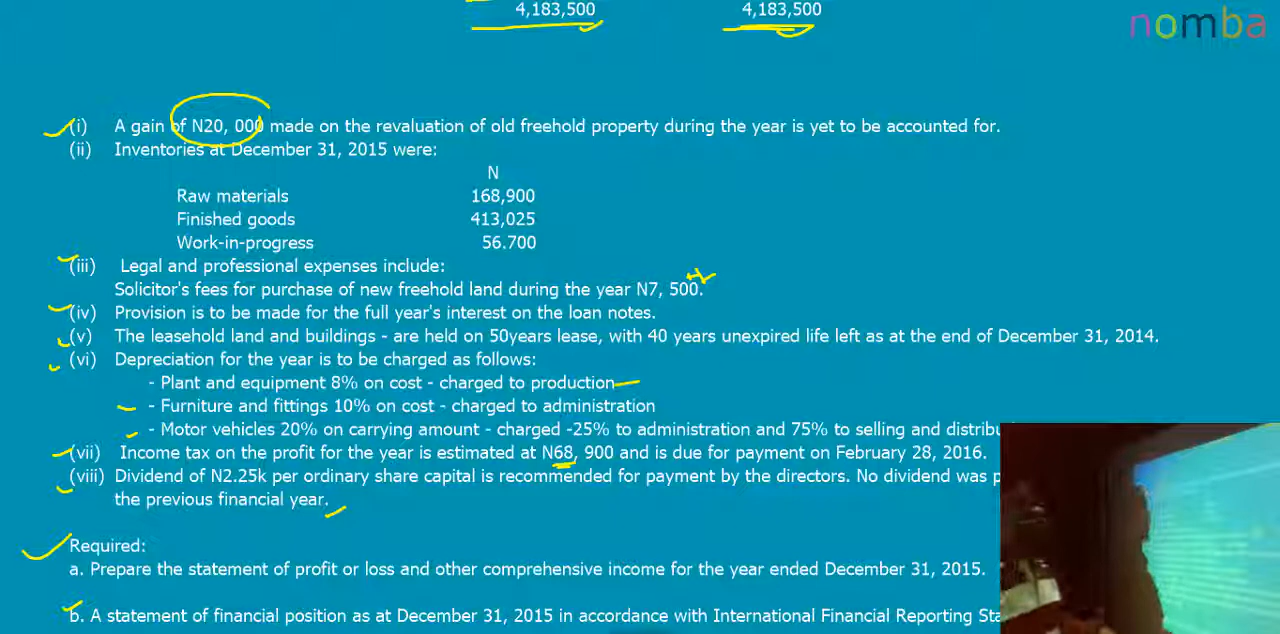 4,183,500 4,183,500
nomba
(i) A gain of N20, 000 made on the revaluation of old freehold property during the year is yet to be accounted for.
(ii) Inventories at December 31, 2015 were:
N
Raw materials 168,900
Finished goods 413,025
Work-in-progress 56.700
(iii) Legal and professional expenses include:
Solicitor's fees for purchase of new freehold land during the year N7, 500.
(iv) Provision is to be made for the full year's interest on the loan notes.
(v) The leasehold land and buildings - are held on 50years lease, with 40 years unexpired life left as at the end of December 31, 2014.
(vi) Depreciation for the year is to be charged as follows:
- Plant and equipment 8% on cost - charged to production
- Furniture and fittings 10% on cost - charged to administration
- Motor vehicles 20% on carrying amount - charged -25% to administration and 75% to selling and
(vii) Income tax on the profit for the year is estimated at N68, 900 and is due for payment on February 28, 2016.
(viii) Dividend of N2.25k per ordinary share capital is recommended for payment by the directors. No dividend was
the previous financial year.
Required:
a. Prepare the statement of profit or loss and other comprehensive income for the year ended December 31, 2015.
b. A statement of financial position as at December 31, 2015 in accordance with International Financial Reporting